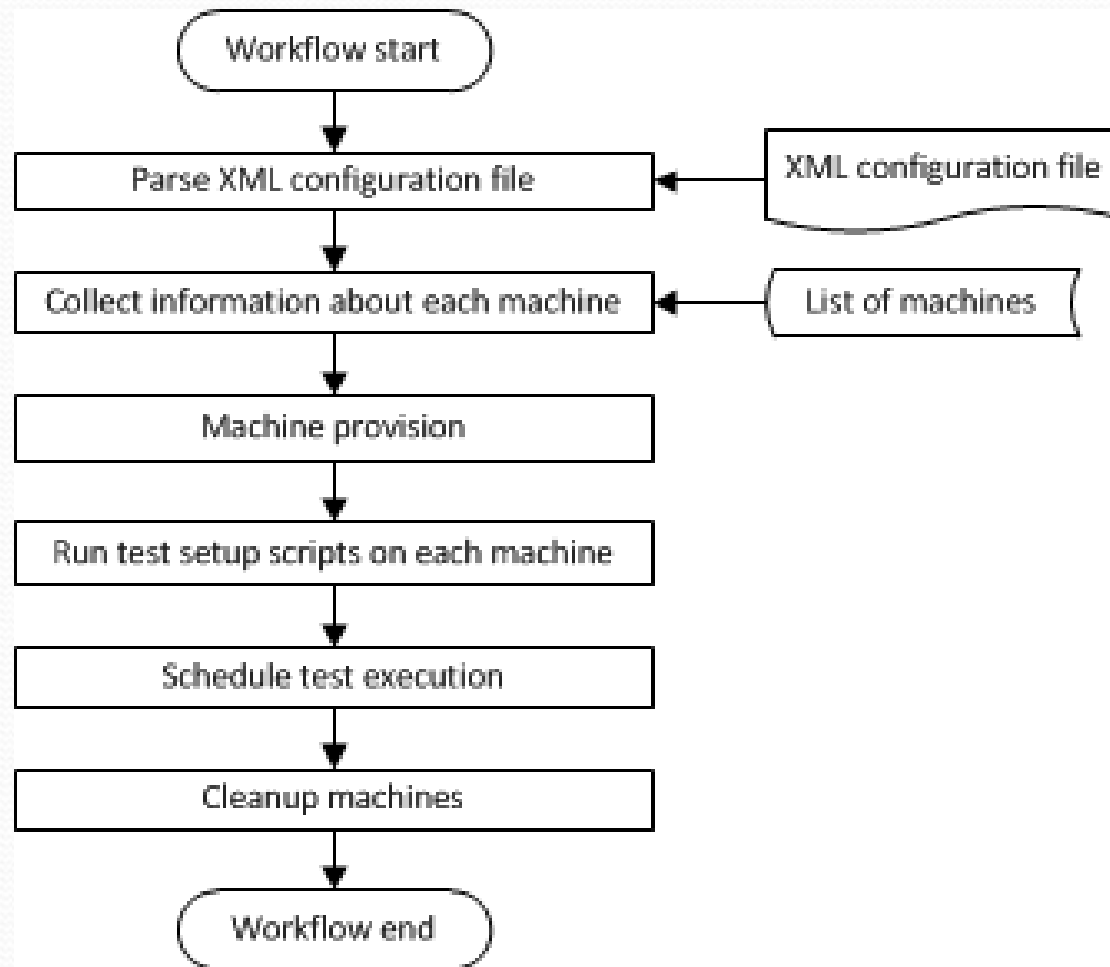 Workflow start
Parse XML configuration file
XML configuration file
Collect information about each machine
List of machines
Machine provision
Run test setup scripts on each machine
Schedule test execution
Cleanup machines
Workflow end